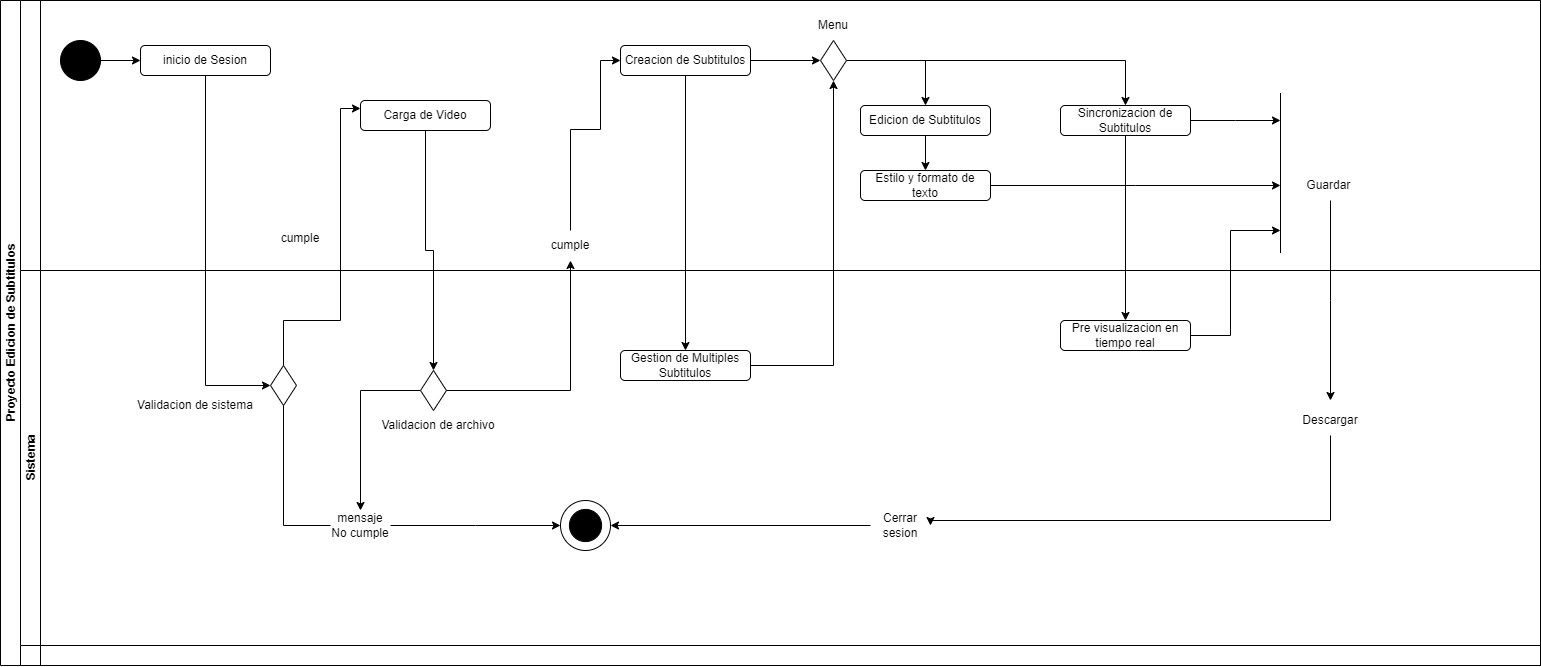 Proyecto Edicion de Subtitulos
Sistema
Menu
inicio de Sesion
Creacion de Subtitulos
Carga de Video
Edicion de Subtitulos
Sincronizacion de
Subtitulos
Estilo y formato de
texto
Guardar
cumple
cumple
Pre visualizacion en
tiempo real
Gestion de Multiples
Subtitulos
Validacion de sistema
Validacion de archivo
Descargar
mensaje
No cumple
Cerrar
sesion